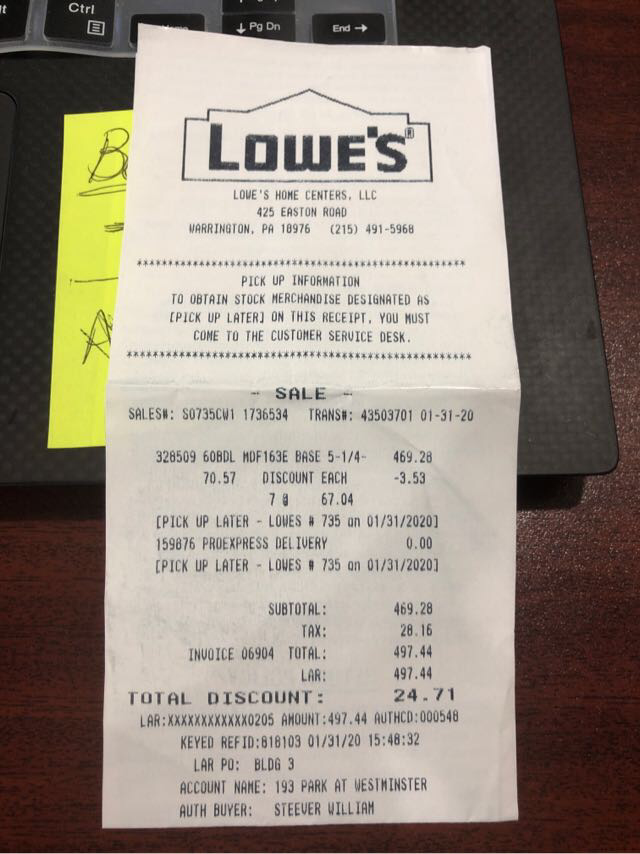 Ctrl
Pg Dn
End →
LOWE'S®
LOWE'S HOME CENTERS, LLC
425 EASTON ROAD
WARRINGTON, PA 18976 (215) 491-5968
**********************************************
PICK UP INFORMATION
TO OBTAIN STOCK MERCHANDISE DESIGNATED AS
[PICK UP LATER] ON THIS RECEIPT, YOU MUST
COME TO THE CUSTOMER SERVICE DESK.
**********************************************
- SALE -
SALES#: S0735CW1 1736534 TRANS#: 43503701 01-31-20
328509 60BDL MDF163E BASE 5-1/4- 469.28
70.57 DISCOUNT EACH -3.53
7 @ 67.04
[PICK UP LATER - LOWES # 735 on 01/31/2020]
159876 PROEXPRESS DELIVERY 0.00
[PICK UP LATER - LOWES # 735 on 01/31/2020]
SUBTOTAL: 469.28
TAX: 28.16
INVOICE 06904 TOTAL: 497.44
LAR: 497.44
TOTAL DISCOUNT: 24.71
LAR:XXXXXXXXXXXX0205 AMOUNT:497.44 AUTHCD:000548
KEYED REFID:818103 01/31/20 15:48:32
LAR PO: BLDG 3
ACCOUNT NAME: 193 PARK AT WESTMINSTER
AUTH BUYER: STEEVER WILLIAM